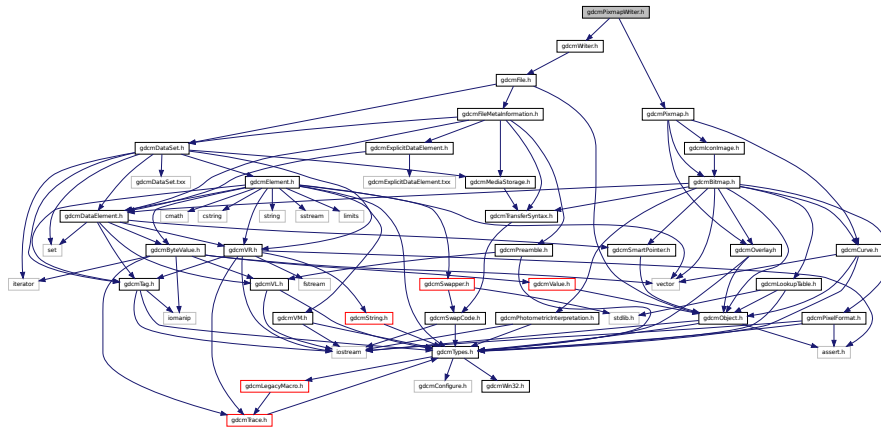 gdcmPixmapWriter.h
gdcmWriter.h
gdcmFile.h
gdcmFileMetaInformation.h
gdcmPixmap.h
gdcmDataSet.h
gdcmExplicitDataElement.h
gdcmIconImage.h
gdcmDataSet.txx
gdcmElement.h
gdcmExplicitDataElement.txx
gdcmMediaStorage.h
gdcmBitmap.h
gdcmDataElement.h
cmath
cstring
string
sstream
limits
gdcmTransferSyntax.h
set
gdcmByteValue.h
gdcmVR.h
gdcmPreamble.h
gdcmSmartPointer.h
gdcmOverlay.h
gdcmCurve.h
iterator
gdcmTag.h
gdcmVL.h
fstream
gdcmSwapper.h
gdcmValue.h
vector
gdcmLookupTable.h
iomanip
gdcmVM.h
gdcmString.h
gdcmSwapCode.h
gdcmPhotometricInterpretation.h
stdlib.h
gdcmObject.h
gdcmPixelFormat.h
iostream
gdcmTypes.h
assert.h
gdcmLegacyMacro.h
gdcmConfigure.h
gdcmWin32.h
gdcmTrace.h